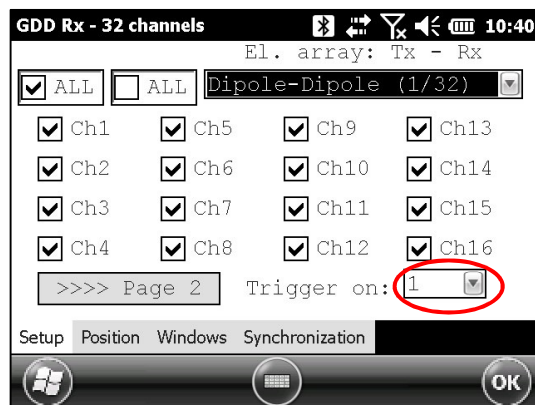 GDD Rx - 32 channels 10:40
El. array: Tx - Rx
ALL ALL Dipole-Dipole (1/32)
Ch1 Ch5 Ch9 Ch13
Ch2 Ch6 Ch10 Ch14
Ch3 Ch7 Ch11 Ch15
Ch4 Ch8 Ch12 Ch16
>>>> Page 2 Trigger on: 1
Setup Position Windows Synchronization
OK